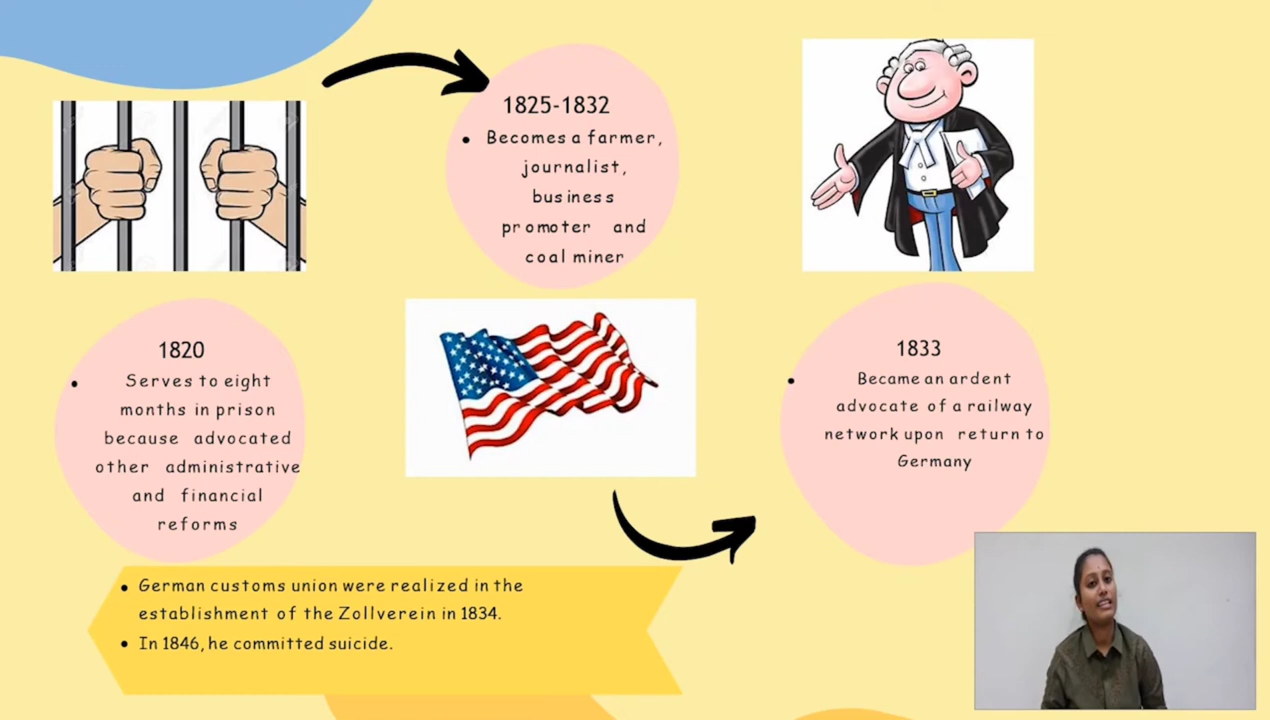 1820
• Serves to eight
months in prison
because advocated
other administrative
and financial
reforms
1825-1832
• Becomes a farmer,
journalist,
business
promoter and
coal miner
1833
• Became an ardent
advocate of a railway
network upon return to
Germany
• German customs union were realized in the
establishment of the Zollverein in 1834.
• In 1846, he committed suicide.